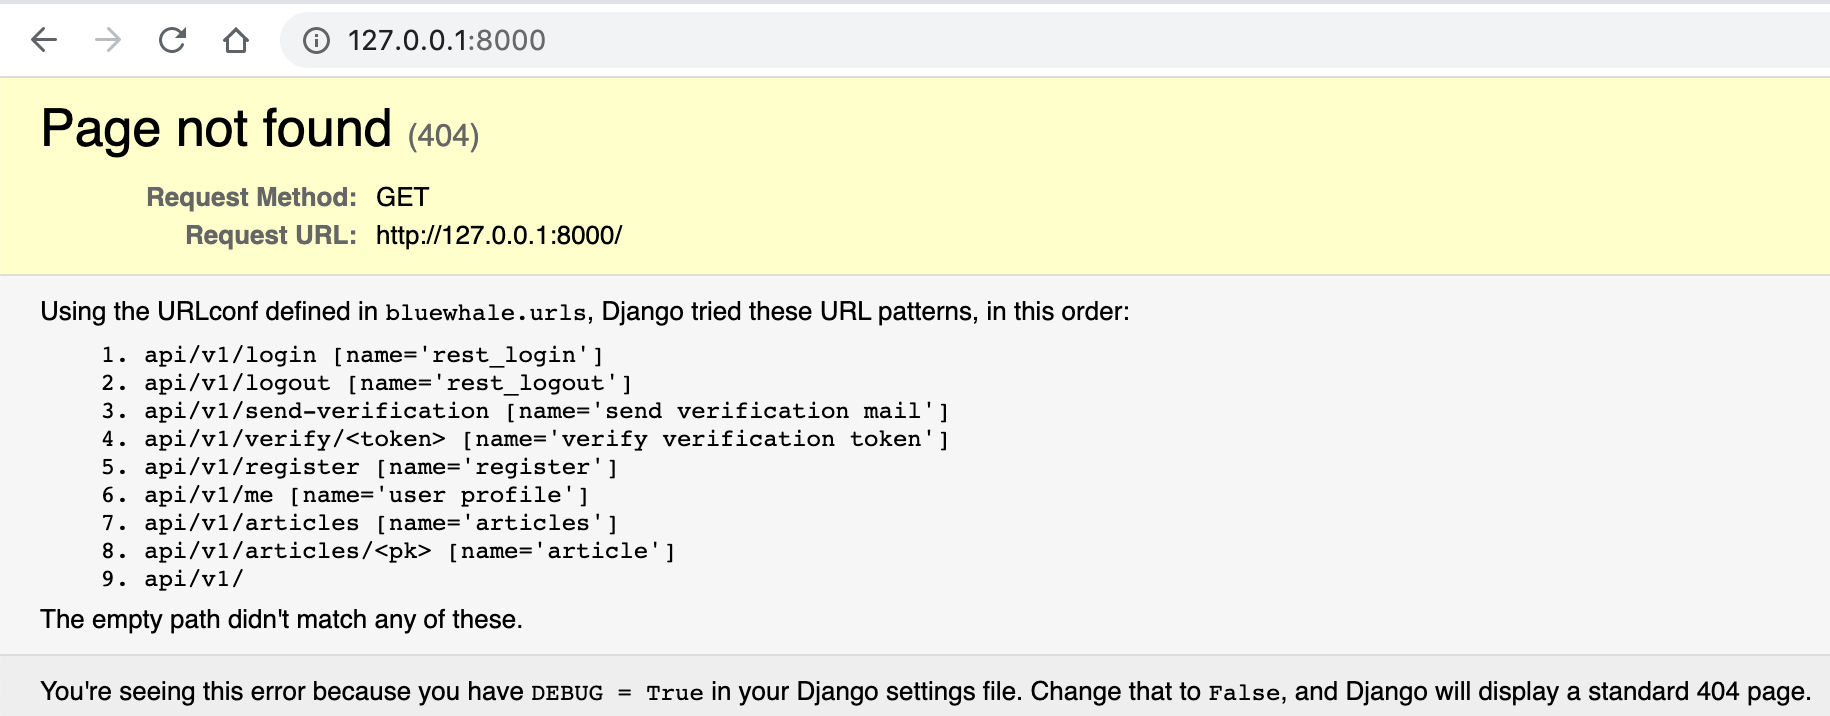 127.0.0.1:8000
Page not found (404)
Request Method: GET
Request URL: http://127.0.0.1:8000/
Using the URLconf defined in bluewhale.urls, Django tried these URL patterns, in this order:
1. api/v1/login [name='rest_login']
2. api/v1/logout [name='rest_logout']
3. api/v1/send-verification [name='send verification mail']
4. api/v1/verify/<token> [name='verify verification token']
5. api/v1/register [name='register']
6. api/v1/me [name='user profile']
7. api/v1/articles [name='articles']
8. api/v1/articles/<pk> [name='article']
9. api/v1/
The empty path didn't match any of these.
You're seeing this error because you have DEBUG = True in your Django settings file. Change that to False, and Django will display a standard 404 page.